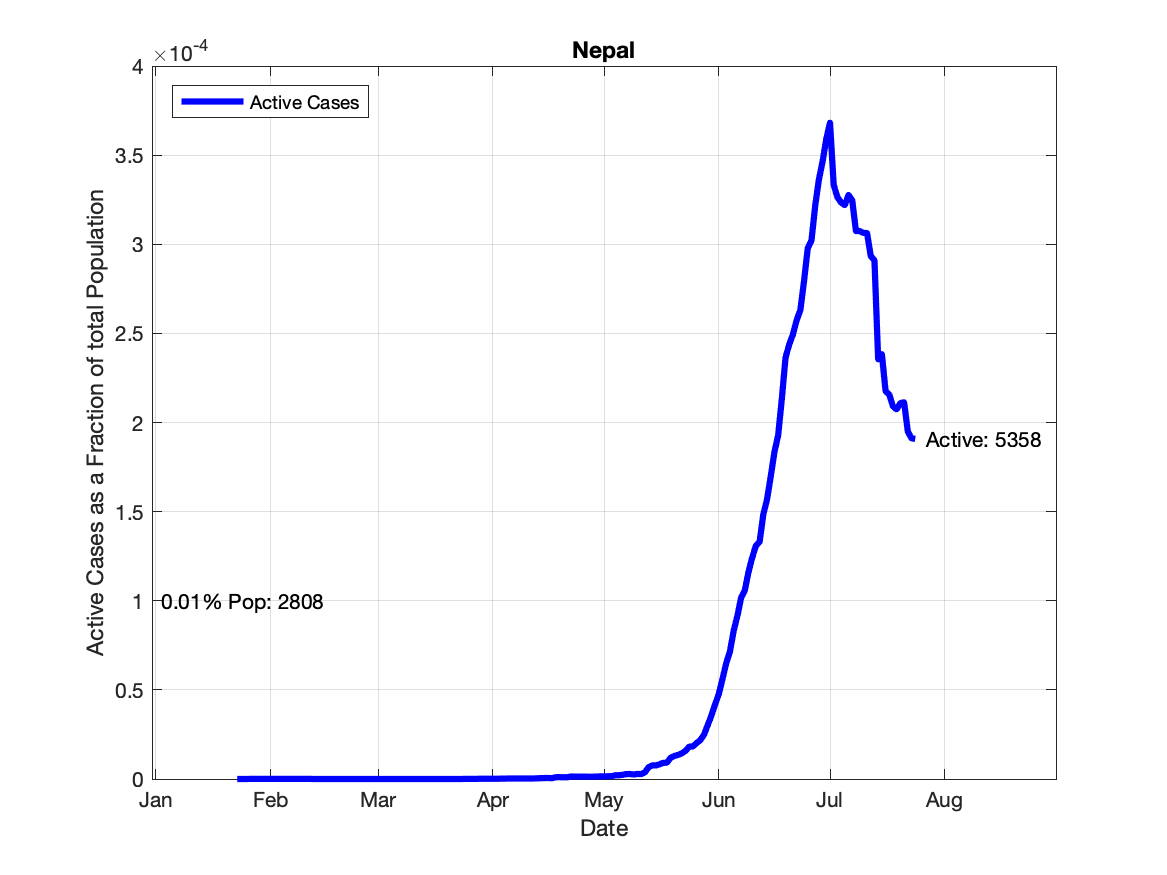 Nepal
×10-4
4
3.5
3
2.5
2
1.5
1
0.5
0
Active Cases as a Fraction of total Population
Active Cases
Active: 5358
0.01% Pop: 2808
Jan Feb Mar Apr May Jun Jul Aug
Date